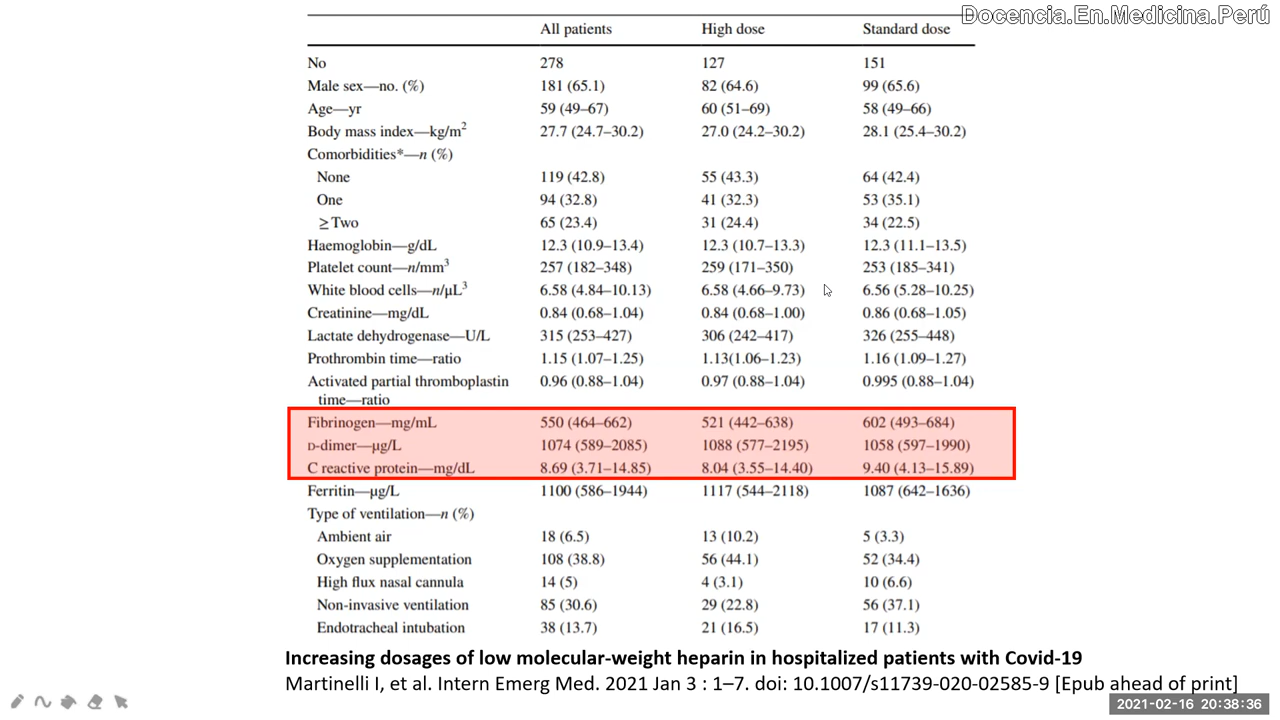 Docencia.En.Medicina.Perú
All patients High dose Standard dose
No 278 127 151
Male sex—no. (%) 181 (65.1) 82 (64.6) 99 (65.6)
Age—yr 59 (49–67) 60 (51–69) 58 (49–66)
Body mass index—kg/m² 27.7 (24.7–30.2) 27.0 (24.2–30.2) 28.1 (25.4–30.2)
Comorbidities*—n (%)
None 119 (42.8) 55 (43.3) 64 (42.4)
One 94 (32.8) 41 (32.3) 53 (35.1)
≥Two 65 (23.4) 31 (24.4) 34 (22.5)
Haemoglobin—g/dL 12.3 (10.9–13.4) 12.3 (10.7–13.3) 12.3 (11.1–13.5)
Platelet count—n/mm³ 257 (182–348) 259 (171–350) 253 (185–341)
White blood cells—n/μL³ 6.58 (4.84–10.13) 6.58 (4.66–9.73) 6.56 (5.28–10.25)
Creatinine—mg/dL 0.84 (0.68–1.04) 0.84 (0.68–1.00) 0.86 (0.68–1.05)
Lactate dehydrogenase—U/L 315 (253–427) 306 (242–417) 326 (255–448)
Prothrombin time—ratio 1.15 (1.07–1.25) 1.13(1.06–1.23) 1.16 (1.09–1.27)
Activated partial thromboplastin 0.96 (0.88–1.04) 0.97 (0.88–1.04) 0.995 (0.88–1.04)
time—ratio
Fibrinogen—mg/mL 550 (464–662) 521 (442–638) 602 (493–684)
D-dimer—μg/L 1074 (589–2085) 1088 (577–2195) 1058 (597–1990)
C reactive protein—mg/dL 8.69 (3.71–14.85) 8.04 (3.55–14.40) 9.40 (4.13–15.89)
Ferritin—μg/L 1100 (586–1944) 1117 (544–2118) 1087 (642–1636)
Type of ventilation—n (%)
Ambient air 18 (6.5) 13 (10.2) 5 (3.3)
Oxygen supplementation 108 (38.8) 56 (44.1) 52 (34.4)
High flux nasal cannula 14 (5) 4 (3.1) 10 (6.6)
Non-invasive ventilation 85 (30.6) 29 (22.8) 56 (37.1)
Endotracheal intubation 38 (13.7) 21 (16.5) 17 (11.3)
Increasing dosages of low molecular-weight heparin in hospitalized patients with Covid-19
Martinelli I, et al. Intern Emerg Med. 2021 Jan 3 : 1–7. doi: 10.1007/s11739-020-02585-9 [Epub ahead of print]
2021-02-16 20:38:36